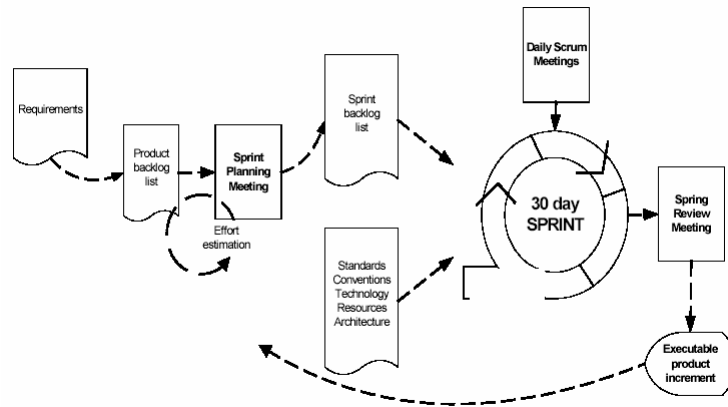 Requirements
Product
backlog
list
Sprint
Planning
Meeting
Effort
estimation
Sprint
backlog
list
Standards
Conventions
Technology
Resources
Architecture
Daily Scrum
Meetings
30 day
SPRINT
Spring
Review
Meeting
Executable
product
increment